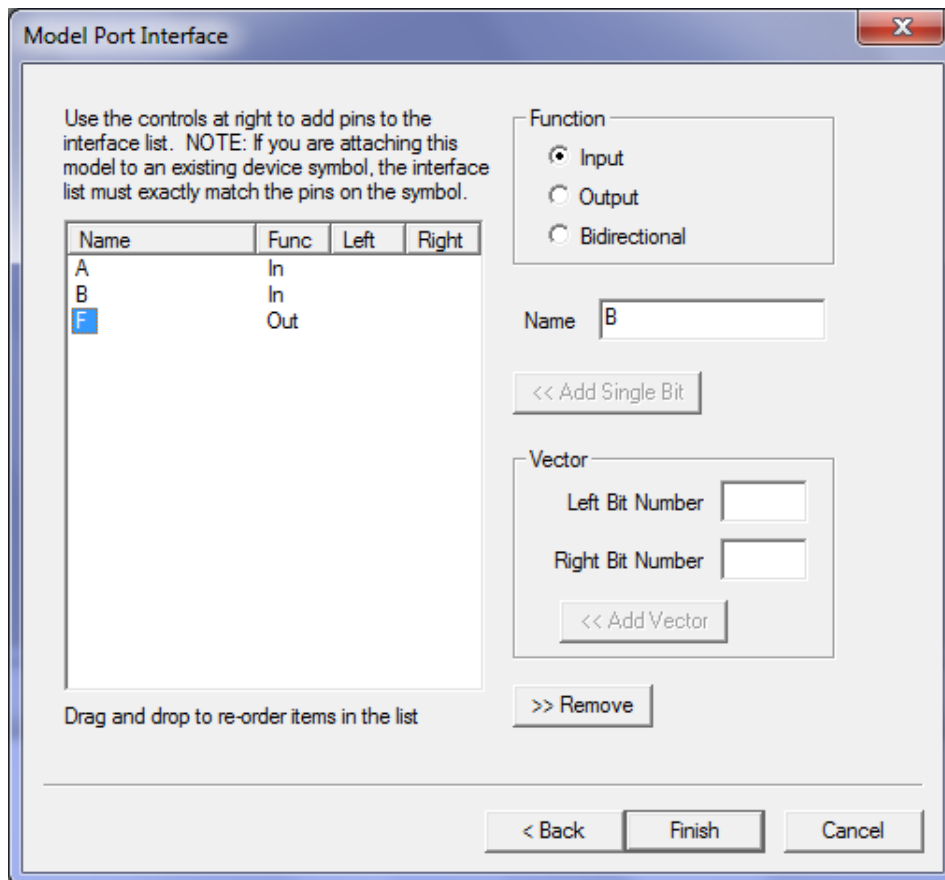 Model Port Interface
X
Use the controls at right to add pins to the
interface list.  NOTE: If you are attaching this
model to an existing device symbol, the interface
list must exactly match the pins on the symbol.
Name Func Left Right
A In
B In
F Out
Drag and drop to re-order items in the list
Function
Input
Output
Bidirectional
Name B
<< Add Single Bit
Vector
Left Bit Number
Right Bit Number
<< Add Vector
>> Remove
< Back Finish Cancel